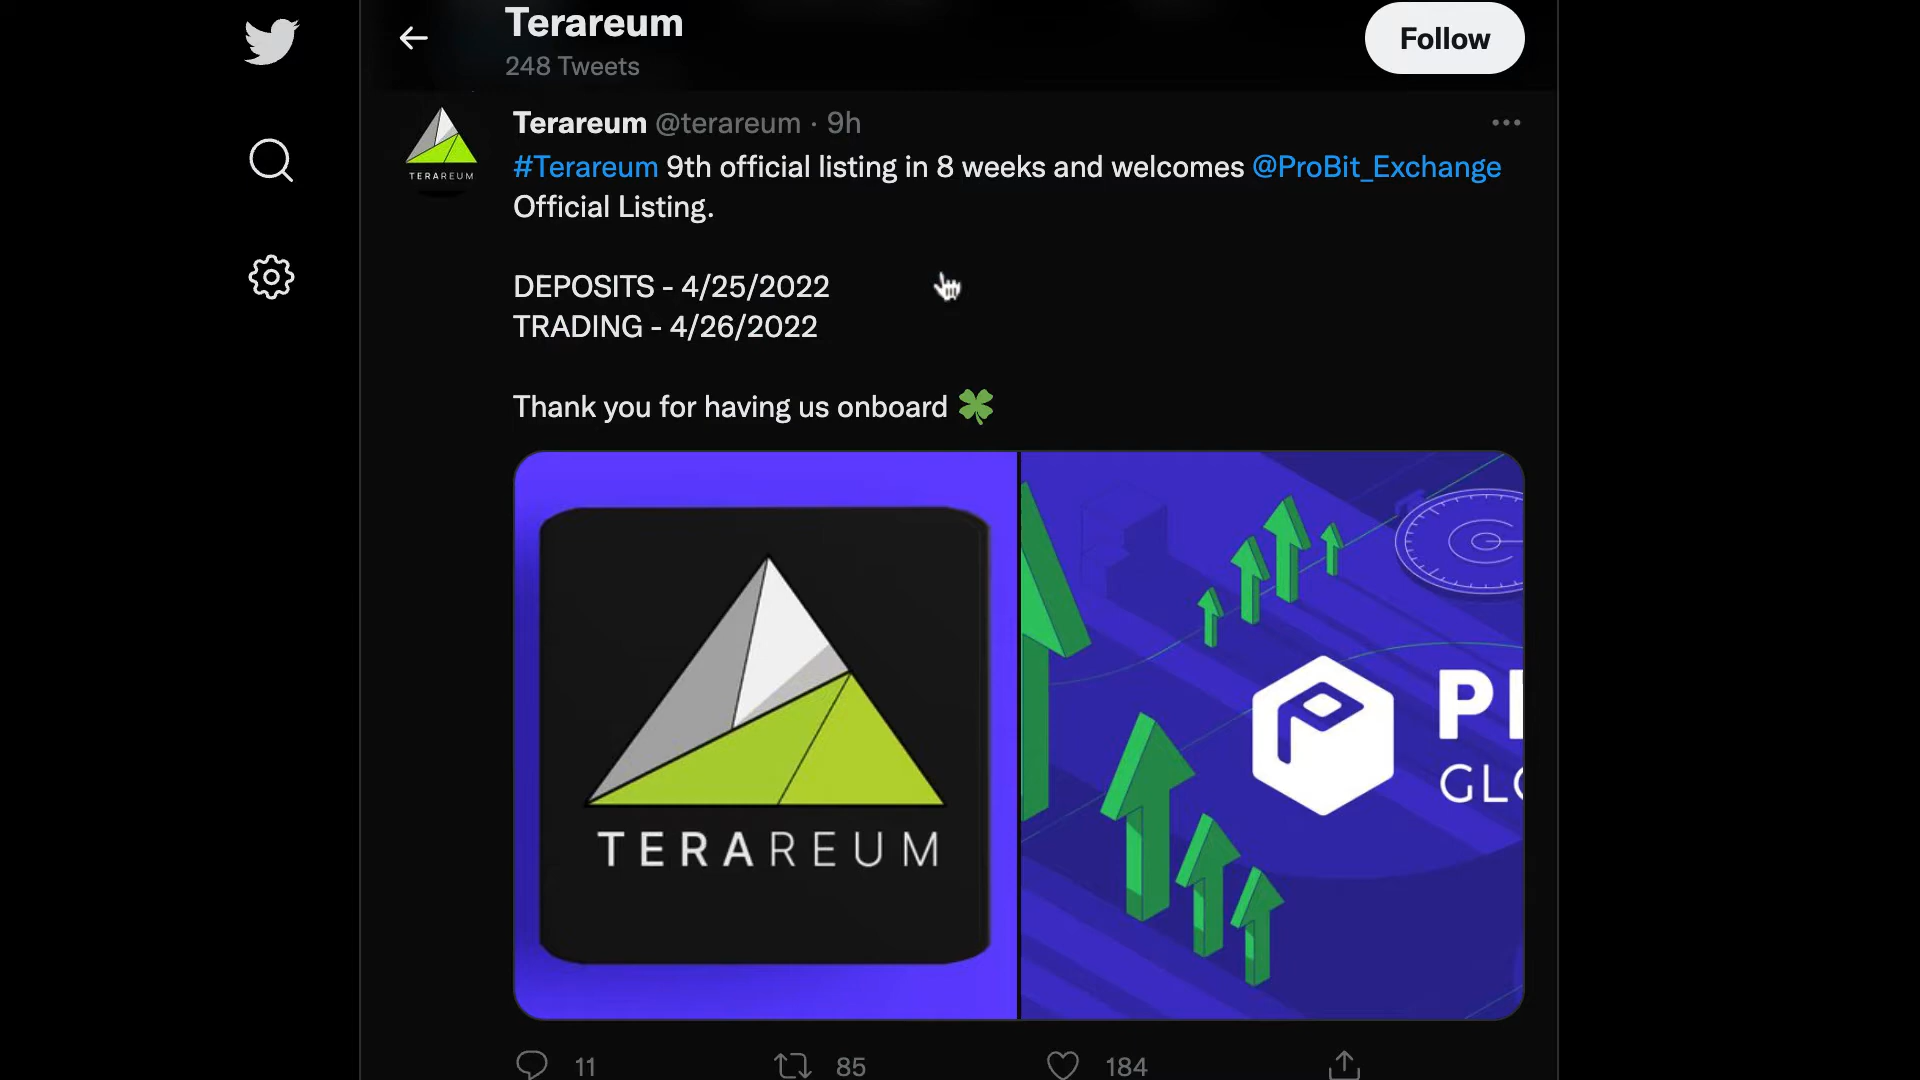 Terareum
248 Tweets
Follow
Terareum @terareum · 9h
TERAREUM
#Terareum 9th official listing in 8 weeks and welcomes @ProBit_Exchange
Official Listing.
DEPOSITS - 4/25/2022
TRADING - 4/26/2022
Thank you for having us onboard 🍀
TERAREUM
11
85
184